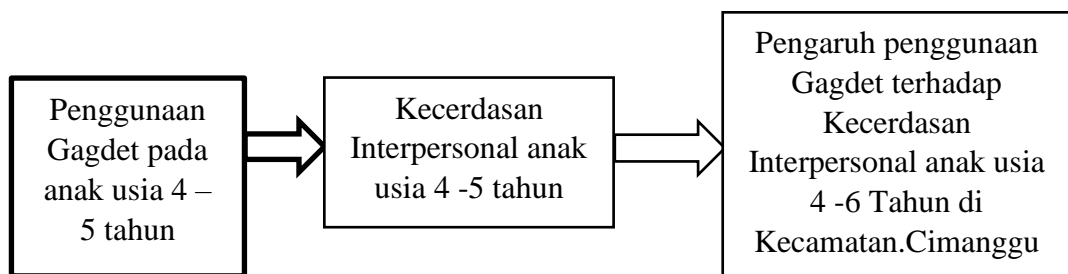 Penggunaan
Gagdet pada
anak usia 4 –
5 tahun
Kecerdasan
Interpersonal anak
usia 4 -5 tahun
Pengaruh penggunaan
Gagdet terhadap
Kecerdasan
Interpersonal anak usia
4 -6 Tahun di
Kecamatan.Cimanggu